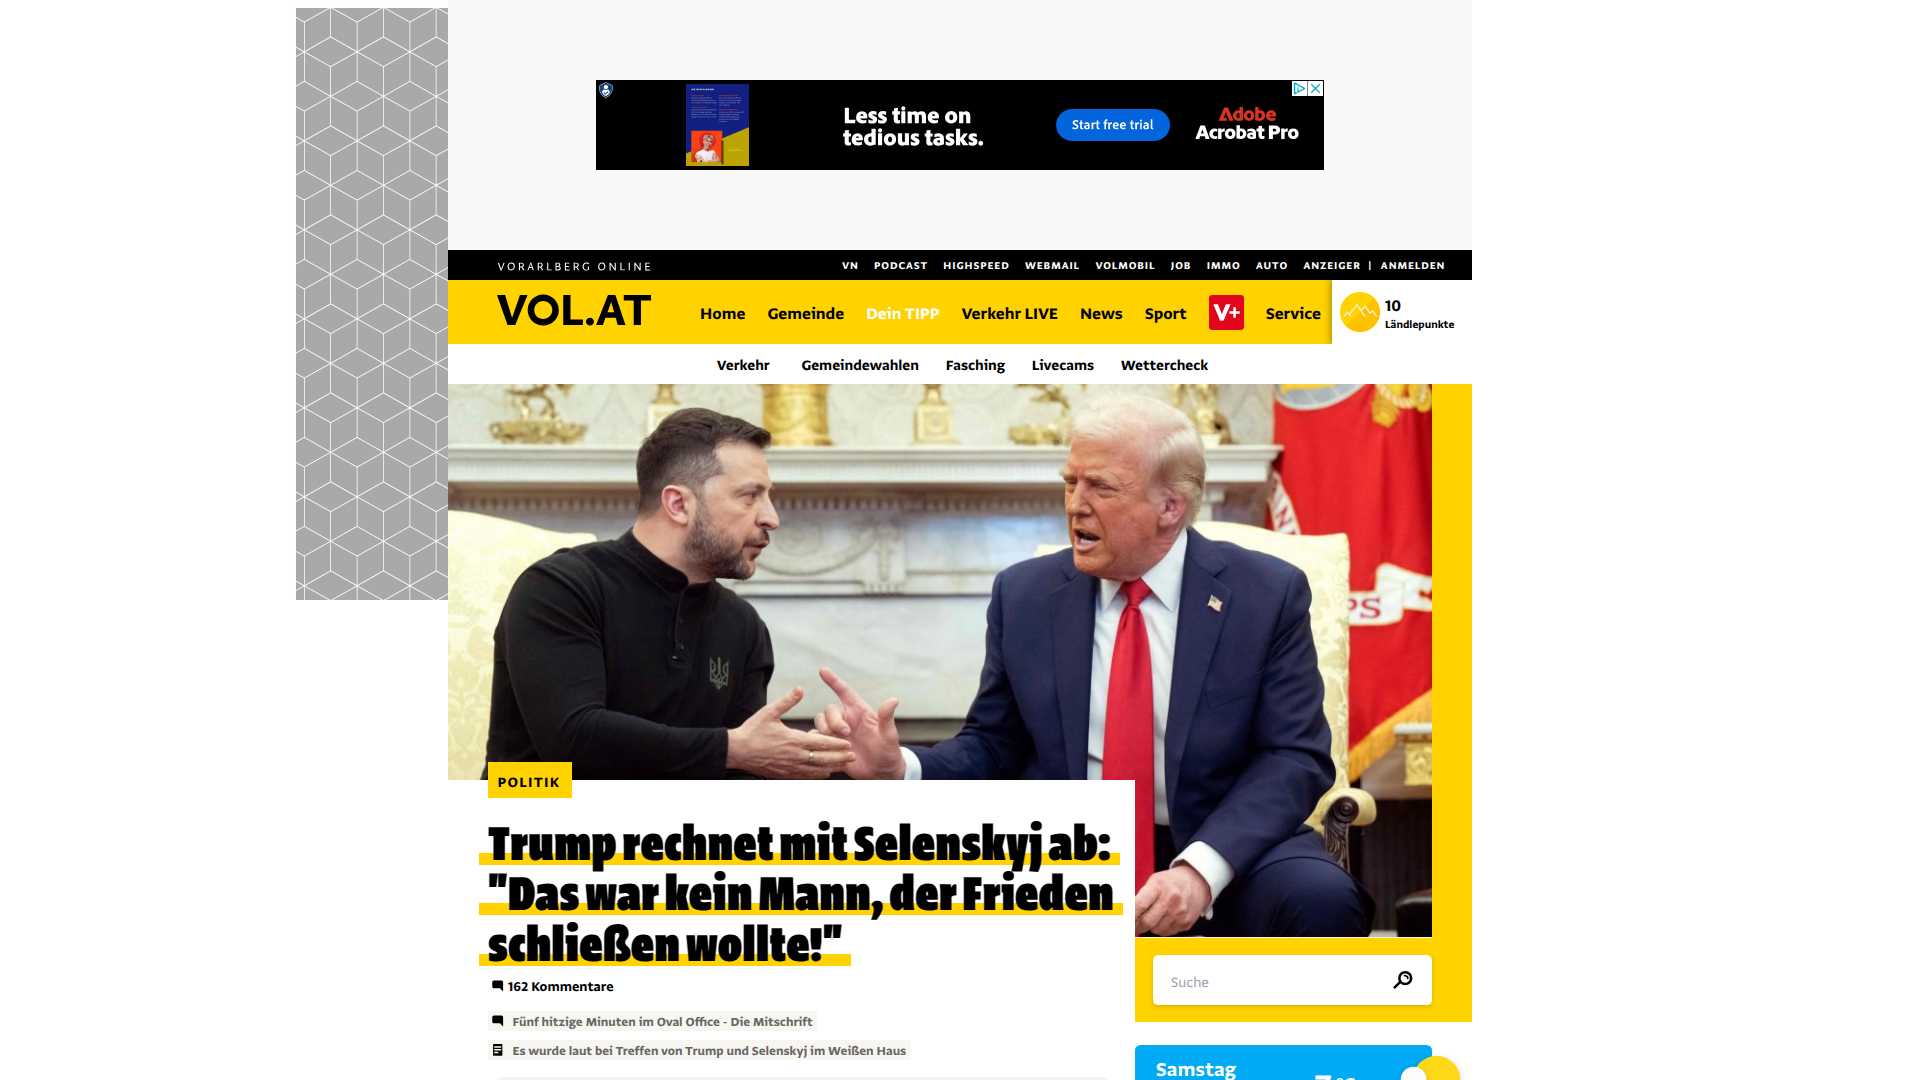 Less time on
tedious tasks.
Start free trial
Adobe
Acrobat Pro
VORARLBERG ONLINE
VN PODCAST HIGHSPEED WEBMAIL VOLMOBIL JOB IMMO AUTO ANZEIGER | ANMELDEN
VOL.AT
Home Gemeinde Dein TIPP Verkehr LIVE News Sport V+ Service
10
Ländlepunkte
Verkehr Gemeindewahlen Fasching Livecams Wettercheck
POLITIK
Trump rechnet mit Selenskyj ab:
"Das war kein Mann, der Frieden
schließen wollte!"
162 Kommentare
Fünf hitzige Minuten im Oval Office - Die Mitschrift
Es wurde laut bei Treffen von Trump und Selenskyj im Weißen Haus
Suche
Samstag